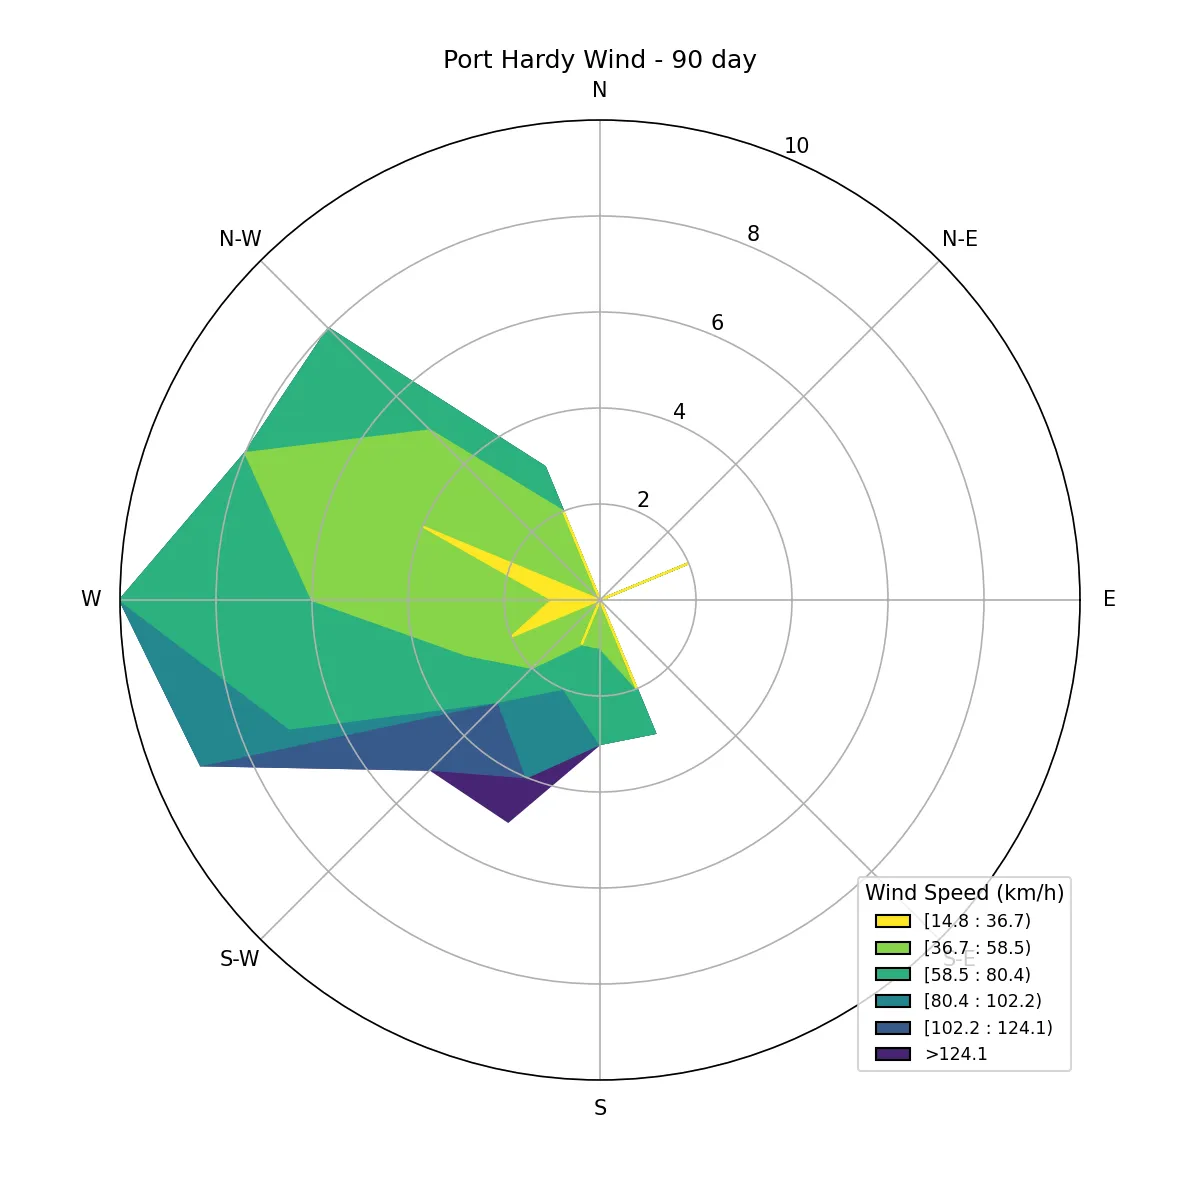 Port Hardy Wind - 90 day
N
10
N-W
N-E
8
6
4
2
W
E
S-W
S-E
Wind Speed (km/h)
[14.8 : 36.7)
[36.7 : 58.5)
[58.5 : 80.4)
[80.4 : 102.2)
[102.2 : 124.1)
>124.1
S